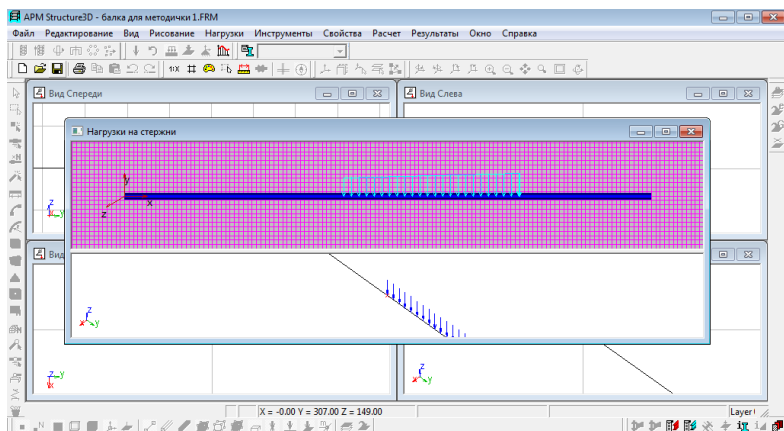 APM Structure3D - балка для методички 1.FRM
Файл Редактирование Вид Рисование Нагрузки Инструменты Свойства Расчет Результаты Окно Справка
Вид Спереди
Вид Слева
Нагрузки на стержни
y
x
z
z
y
x
Вид
z
x y
z
y
x
z
x y
X = -0.00 Y = 307.00 Z = 149.00
Layer